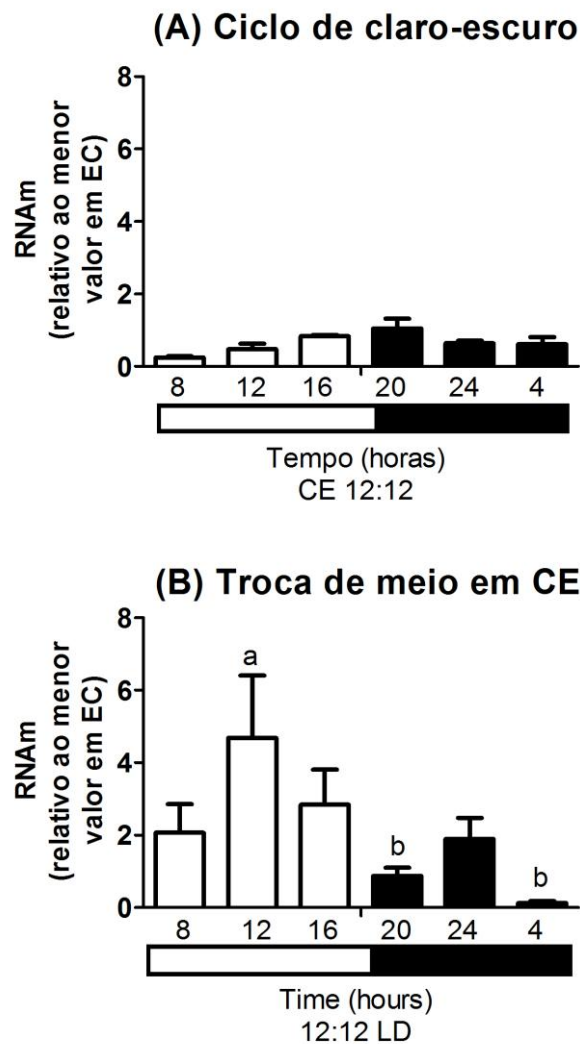 (A) Ciclo de claro-escuro
RNAm
(relativo ao menor
valor em EC)
8
6
4
2
0
8 12 16 20 24 4
Tempo (horas)
CE 12:12
(B) Troca de meio em CE
RNAm
(relativo ao menor
valor em EC)
8
6
4
2
0
a
b
b
8 12 16 20 24 4
Time (hours)
12:12 LD